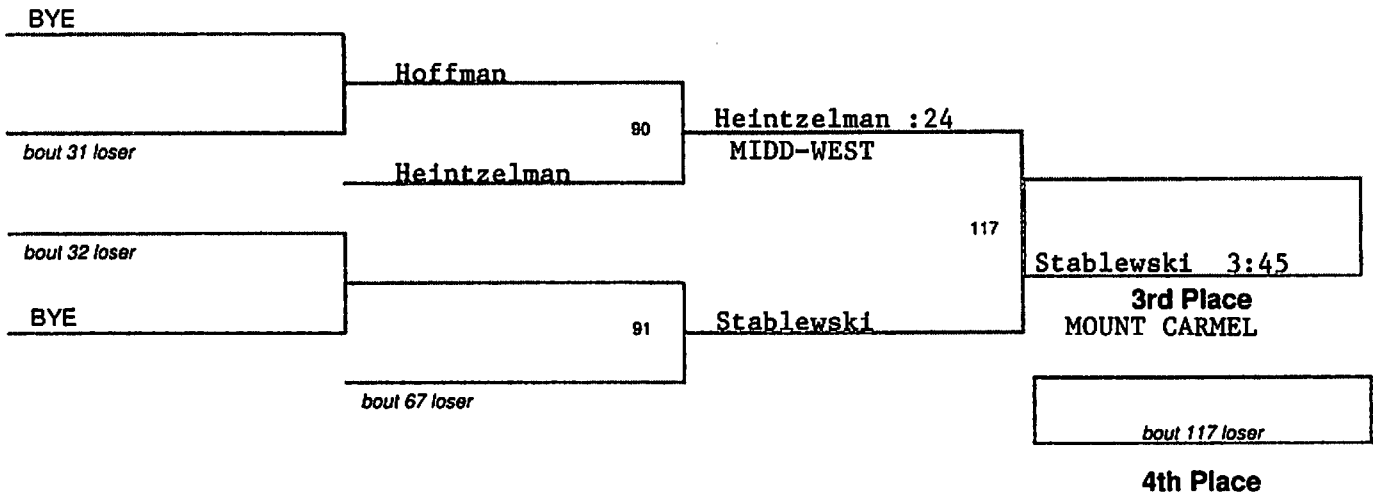 BYE
Hoffman
90
Heintzelman :24
MIDD-WEST
bout 31 loser
Heintzelman
117
bout 32 loser
Stablewski 3:45
3rd Place
MOUNT CARMEL
BYE
91
Stablewski
bout 67 loser
bout 117 loser
4th Place